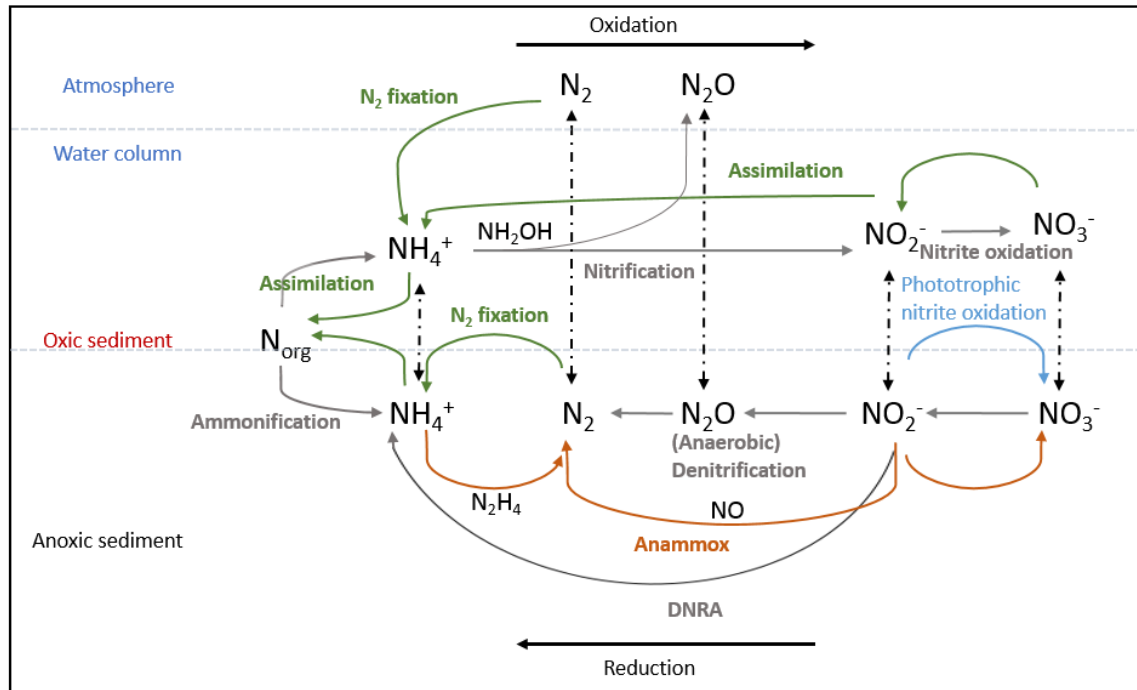 Oxidation
Atmosphere
N₂ fixation
N₂
N₂O
Water column
Assimilation
NH₄⁺
NH₂OH
NO₂⁻
NO₃⁻
Nitrification
Nitrite oxidation
Assimilation
Phototrophic
nitrite oxidation
N₂ fixation
Oxic sediment
Norg
Ammonification
NH₄⁺
N₂
N₂O
NO₂⁻
NO₃⁻
(Anaerobic)
Denitrification
N₂H₄
NO
Anammox
Anoxic sediment
DNRA
Reduction